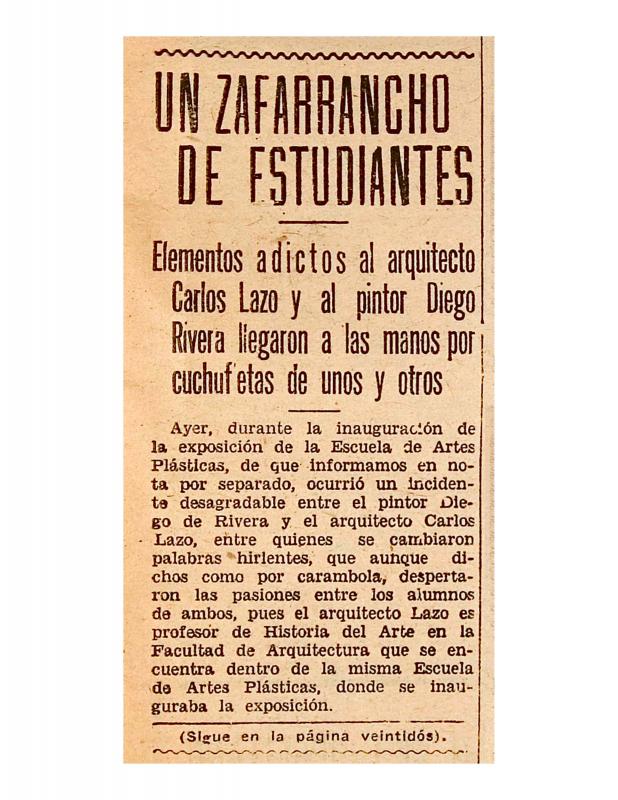 UN ZAFARRANCHO
DE ESTUDIANTES
Elementos adictos al arquitecto
Carlos Lazo y al pintor Diego
Rivera llegaron a las manos por
cuchufletas de unos y otros
Ayer, durante la inauguración de
la exposición de la Escuela de Artes
Plásticas, de que informamos en no-
ta por separado, ocurrió un inciden-
te desagradable entre el pintor Die-
go de Rivera y el arquitecto Carlos
Lazo, entre quienes se cambiaron
palabras hirientes, que aunque di-
chos como por carambola, desperta-
ron las pasiones entre los alumnos
de ambos, pues el arquitecto Lazo es
profesor de Historia del Arte en la
Facultad de Arquitectura que se en-
cuentra dentro de la misma Escuela
de Artes Plásticas, donde se inau-
guraba la exposición.
(Sigue en la página veintidós).